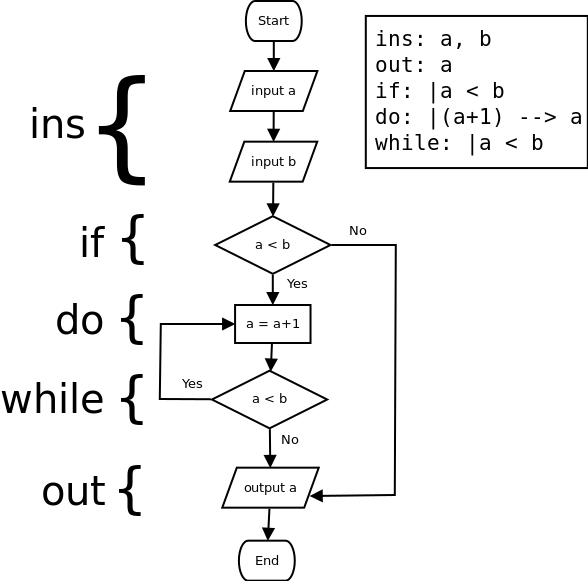 Start
input a
input b
a < b
No
Yes
a = a+1
a < b
Yes
No
output a
End
ins {
if {
do {
while {
out {
ins: a, b
out: a
if: |a < b
do: |(a+1) --> a
while: |a < b